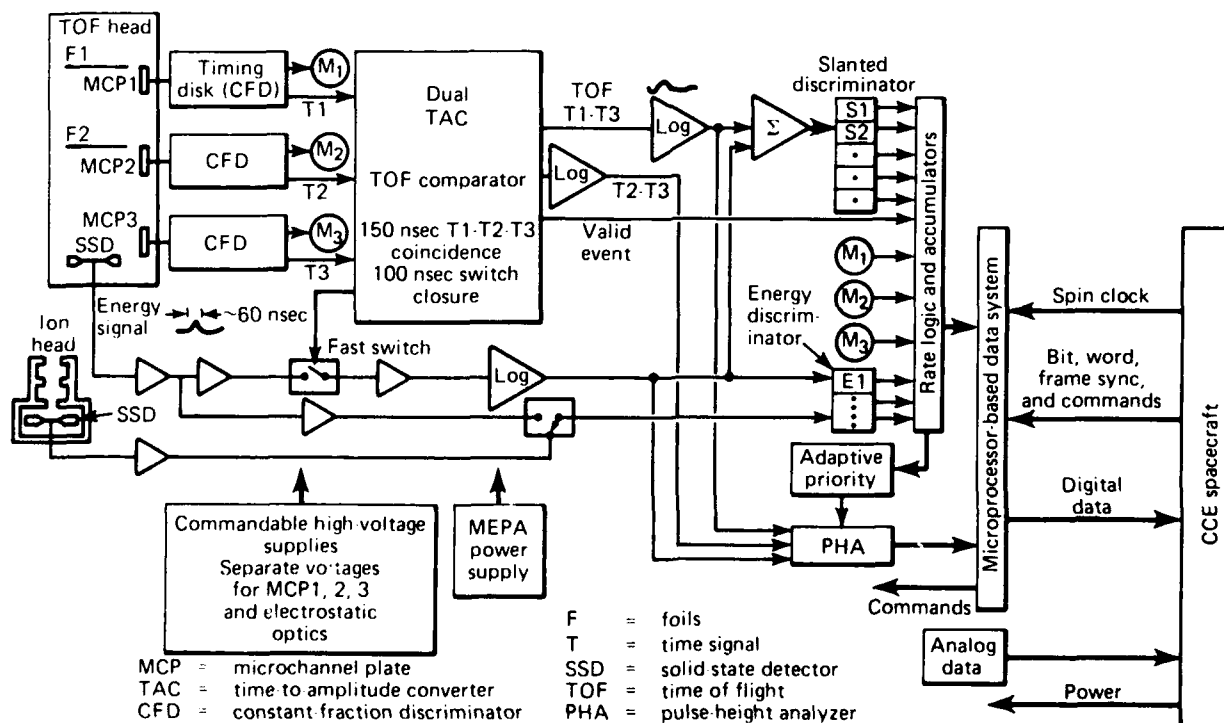 TOF head
F1
MCP1
F2
MCP2
MCP3
SSD
Timing
disk (CFD)
M1
T1
CFD
M2
T2
CFD
M3
T3
Dual
TAC
TOF comparator
150 nsec T1-T2-T3
coincidence
100 nsec switch
closure
TOF
T1-T3
Log
Log
T2-T3
Valid
event
Σ
Slanted
discriminator
S1
S2
M1
M2
M3
Energy
discrim-
inator
E1
Rate logic and accumulators
Microprocessor-based data system
CCE spacecraft
Spin clock
Bit, word,
frame sync,
and commands
Digital
data
Energy
signal
~60 nsec
Ion
head
SSD
Fast switch
Log
Adaptive
priority
PHA
Commands
Analog
data
Power
Commandable high-voltage
supplies
Separate voltages
for MCP1, 2, 3
and electrostatic
optics
MEPA
power
supply
MCP = microchannel plate
TAC = time-to-amplitude converter
CFD = constant-fraction discriminator
F = foils
T = time signal
SSD = solid-state detector
TOF = time of flight
PHA = pulse-height analyzer